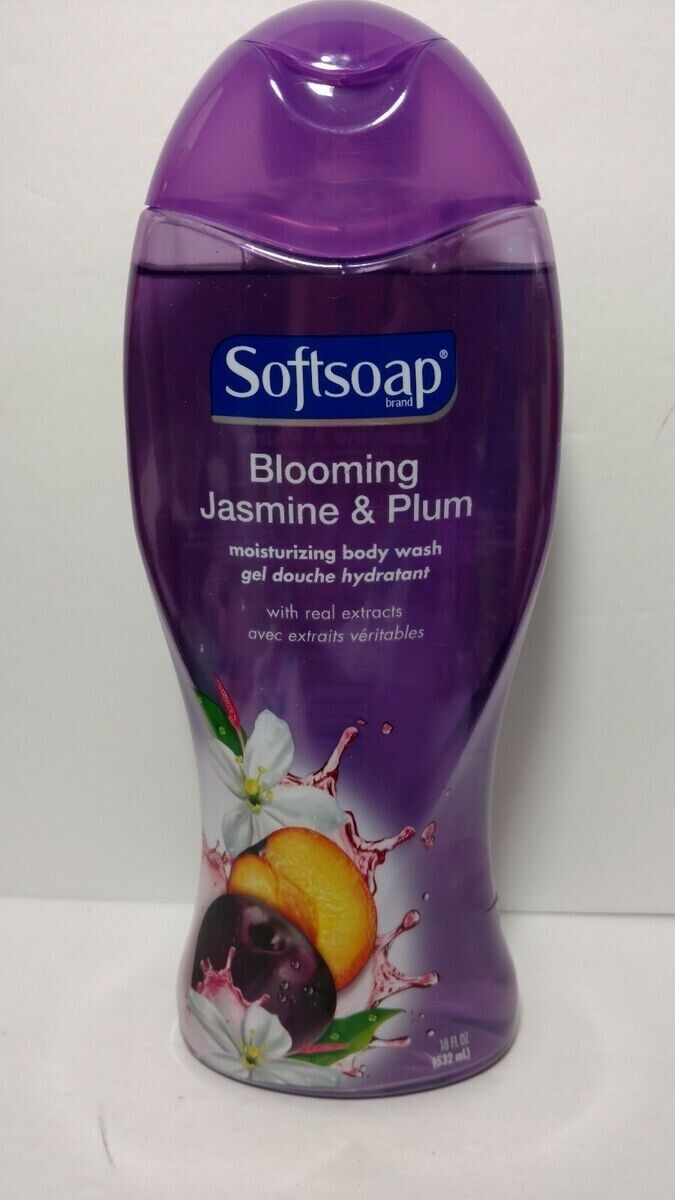 Softsoap®
brand
Blooming
Jasmine & Plum
moisturizing body wash
gel douche hydratant
with real extracts
avec extraits véritables
18 FL OZ
(532 mL)